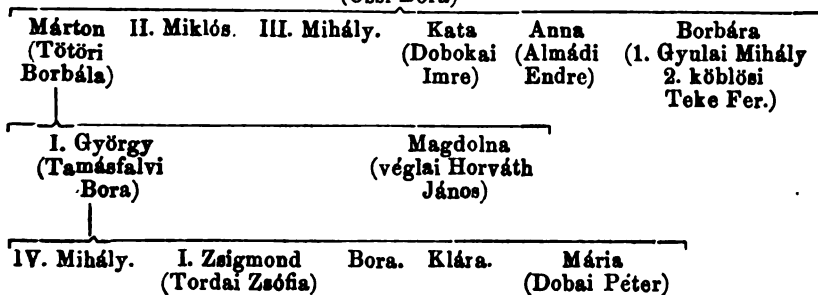 Márton II. Miklós. III. Mihály. Kata Anna Borbára
(Tötöri (Dobokai (Almádi (1. Gyulai Mihály
Borbála) Imre) Endre) 2. köblösi
Teke Fer.)
I. György Magdolna
(Tamásfalvi (véglai Horváth
Bora) János)
IV. Mihály. I. Zsigmond Bora. Klára. Mária
(Tordai Zsófia) (Dobai Péter)